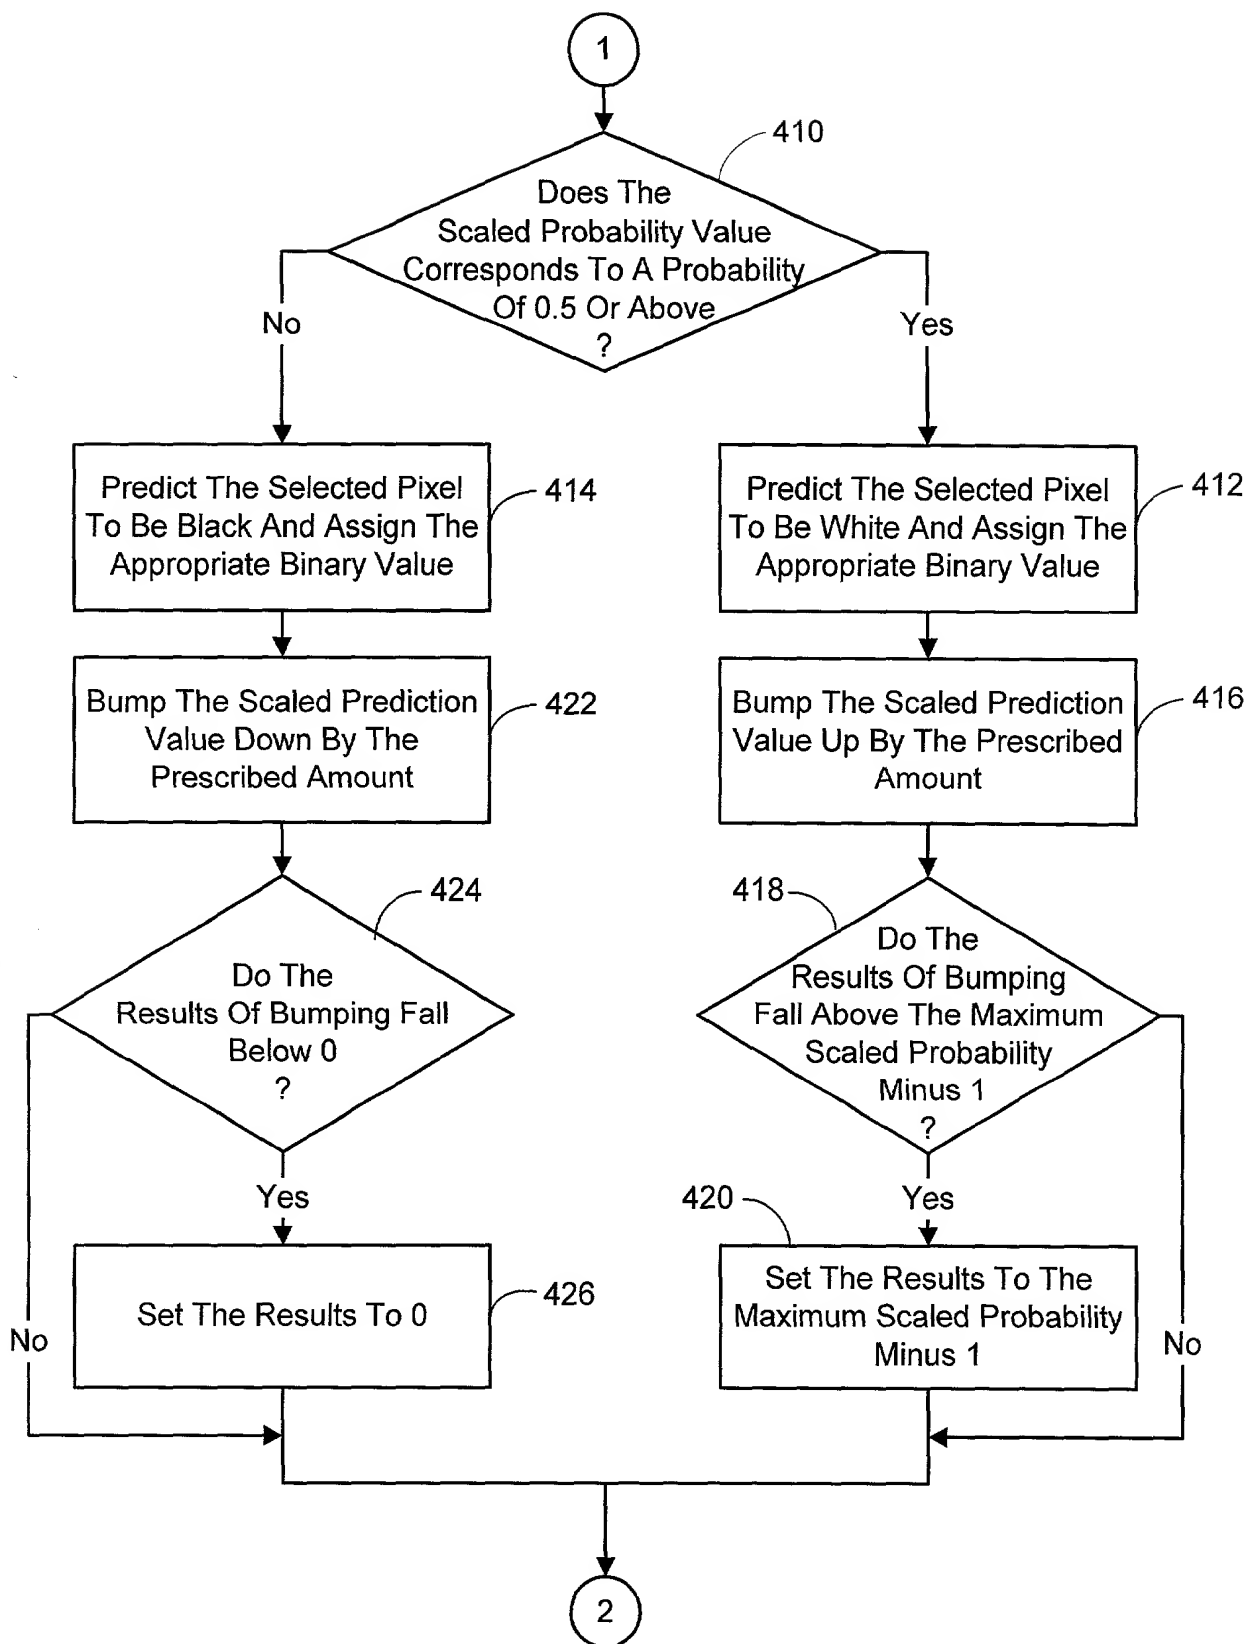 1
410
Does The
Scaled Probability Value
Corresponds To A Probability
Of 0.5 Or Above
?
No
Yes
Predict The Selected Pixel
To Be Black And Assign The
Appropriate Binary Value
414
Predict The Selected Pixel
To Be White And Assign The
Appropriate Binary Value
412
Bump The Scaled Prediction
Value Down By The
Prescribed Amount
422
Bump The Scaled Prediction
Value Up By The Prescribed
Amount
416
424
Do The
Results Of Bumping Fall
Below 0
?
418
Do The
Results Of Bumping
Fall Above The Maximum
Scaled Probability
Minus 1
?
Yes
420
Yes
Set The Results To 0
426
Set The Results To The
Maximum Scaled Probability
Minus 1
No
No
2